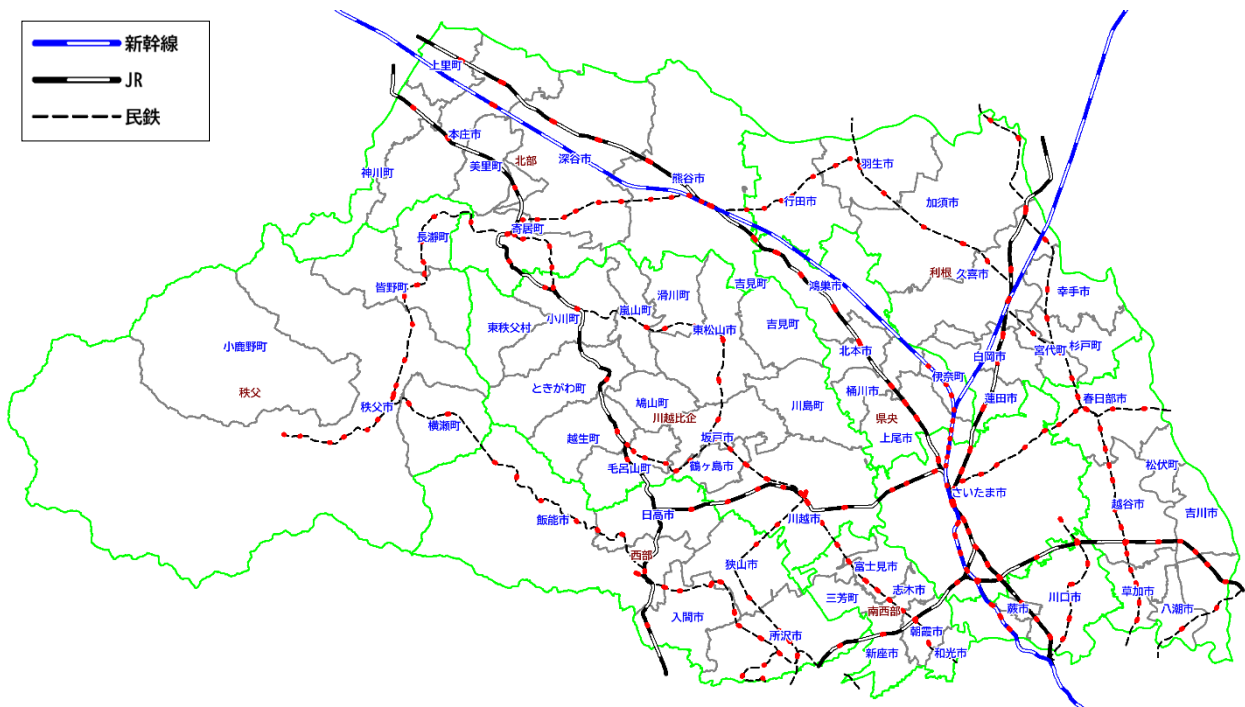 新幹線
JR
民鉄
上里町
本庄市
美里町
北部
深谷市
神川町
熊谷市
羽生市
行田市
加須市
長瀞町
寄居町
皆野町
吉見町
利根
久喜市
鴻巣市
幸手市
滑川町
嵐山町
小川町
東秩父村
東松山市
吉見町
小鹿野町
北本市
白岡市
宮代町
杉戸町
伊奈町
秩父
ときがわ町
桶川市
蓮田市
春日部市
秩父市
鳩山町
川越比企
川島町
県央
横瀬町
越生町
坂戸市
上尾市
毛呂山町
鶴ヶ島市
松伏町
さいたま市
越谷市
吉川市
飯能市
日高市
川越市
西部
狭山市
富士見市
志木市
三芳町
南西部
川口市
草加市
八潮市
蕨市
入間市
所沢市
朝霞市
新座市
和光市